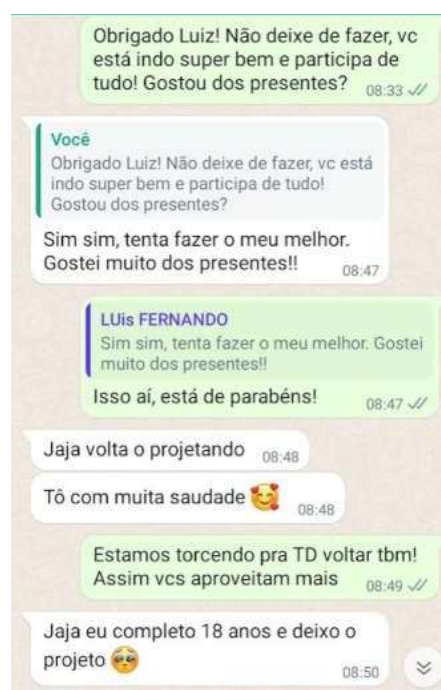 Obrigado Luiz! Não deixe de fazer, vc
está indo super bem e participa de
tudo! Gostou dos presentes?
08:33
Você
Obrigado Luiz! Não deixe de fazer, vc está
indo super bem e participa de tudo!
Gostou dos presentes?
Sim sim, tenta fazer o meu melhor.
Gostei muito dos presentes!!
08:47
LUis FERNANDO
Sim sim, tenta fazer o meu melhor. Gostei
muito dos presentes!!
Isso aí, está de parabéns!
08:47
Jaja volta o projetando
08:48
Tô com muita saudade 🥰
08:48
Estamos torcendo pra TD voltar tbm!
Assim vcs aproveitam mais
08:49
Jaja eu completo 18 anos e deixo o
projeto 🥺
08:50